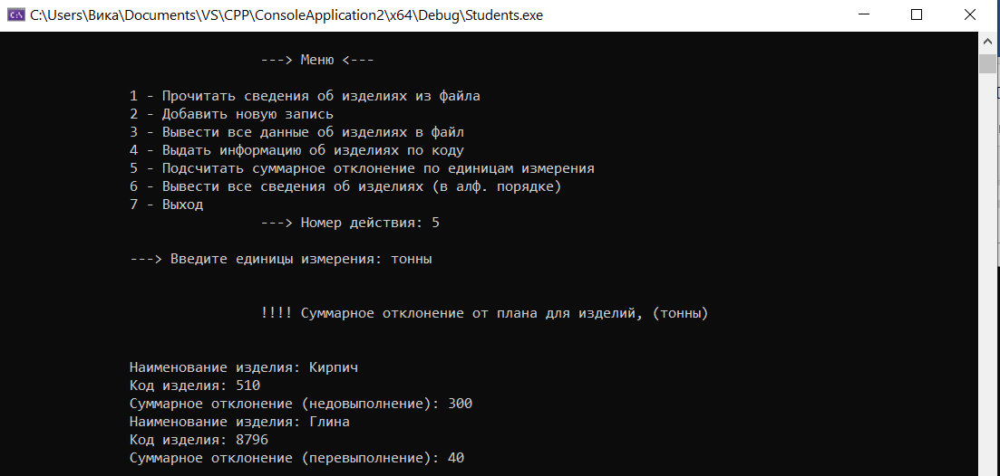 C:\Users\Вика\Documents\VS\CPP\ConsoleApplication2\x64\Debug\Students.exe
---> Меню <---
1 - Прочитать сведения об изделиях из файла
2 - Добавить новую запись
3 - Вывести все данные об изделиях в файл
4 - Выдать информацию об изделиях по коду
5 - Подсчитать суммарное отклонение по единицам измерения
6 - Вывести все сведения об изделиях (в алф. порядке)
7 - Выход
---> Номер действия: 5
---> Введите единицы измерения: тонны
!!!! Суммарное отклонение от плана для изделий, (тонны)
Наименование изделия: Кирпич
Код изделия: 510
Суммарное отклонение (недовыполнение): 300
Наименование изделия: Глина
Код изделия: 8796
Суммарное отклонение (перевыполнение): 40